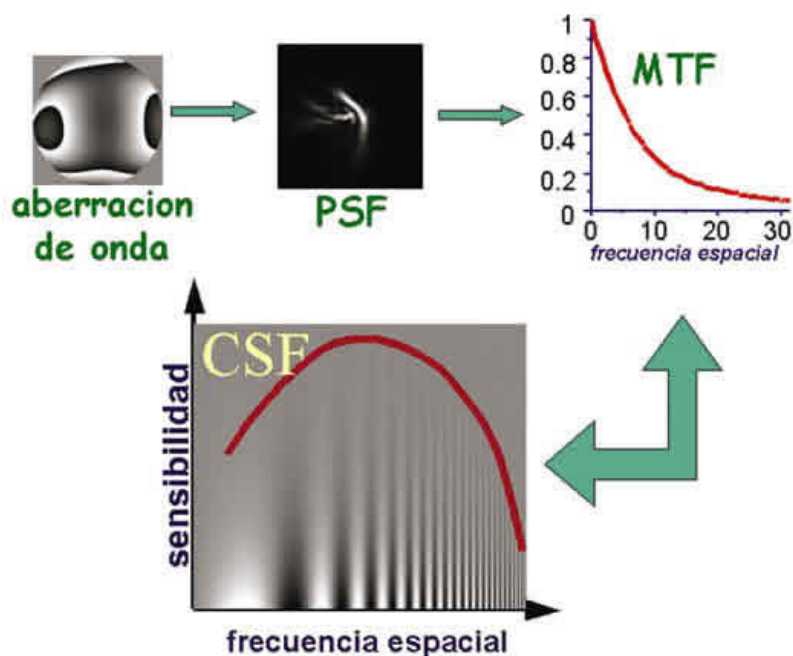 aberracion
de onda
PSF
MTF
1
0.8
0.6
0.4
0.2
0
0 10 20 30
frecuencia espacial
CSF
sensibilidad
frecuencia espacial